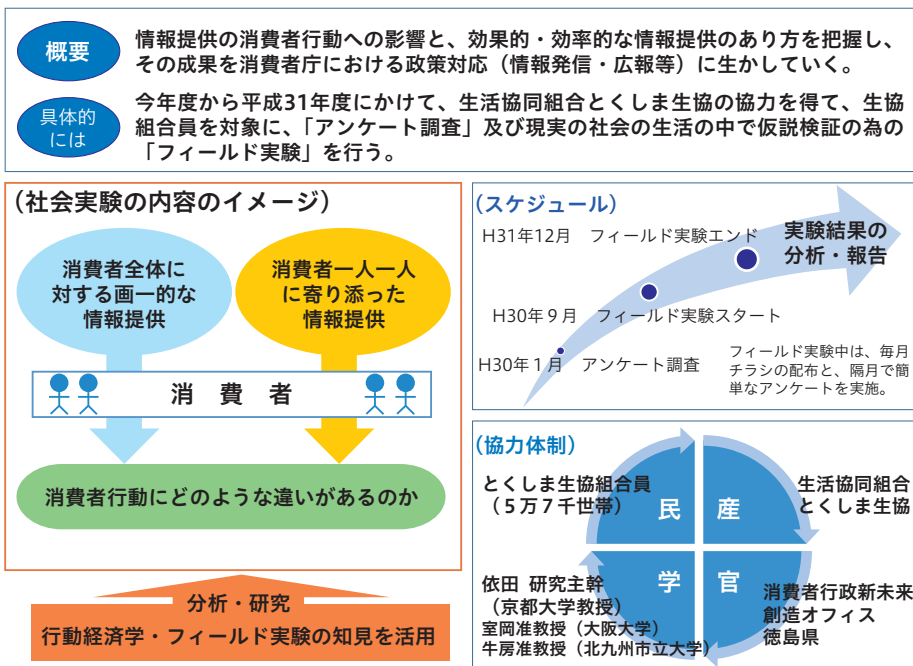 概要
情報提供の消費者行動への影響と、効果的・効率的な情報提供のあり方を把握し、
その成果を消費者庁における政策対応（情報発信・広報等）に生かしていく。
具体的
には
今年度から平成31年度にかけて、生活協同組合とくしま生協の協力を得て、生協
組合員を対象に、「アンケート調査」及び現実の社会の生活の中で仮説検証の為の
「フィールド実験」を行う。
（社会実験の内容のイメージ）
消費者全体に
対する画一的な
情報提供
消費者一人一人
に寄り添った
情報提供
消 費 者
消費者行動にどのような違いがあるのか
分析・研究
行動経済学・フィールド実験の知見を活用
（スケジュール）
H31年12月　フィールド実験エンド
実験結果の
分析・報告
H30年９月　フィールド実験スタート
H30年１月　アンケート調査
フィールド実験中は、毎月
チラシの配布と、隔月で簡
単なアンケートを実施。
（協力体制）
とくしま生協組合員
（５万７千世帯）
民
産
生活協同組合
とくしま生協
学
官
依田 研究主幹
（京都大学教授）
室岡准教授（大阪大学）
牛房准教授（北九州市立大学）
消費者行政新未来
創造オフィス
徳島県